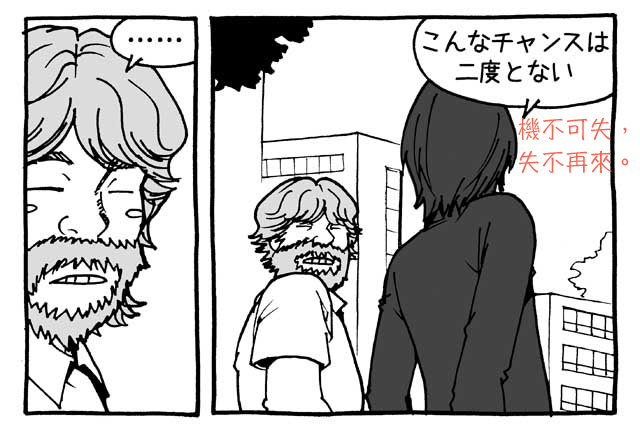 こんなチャンスは
二度とない
機不可失，
失不再來。
……